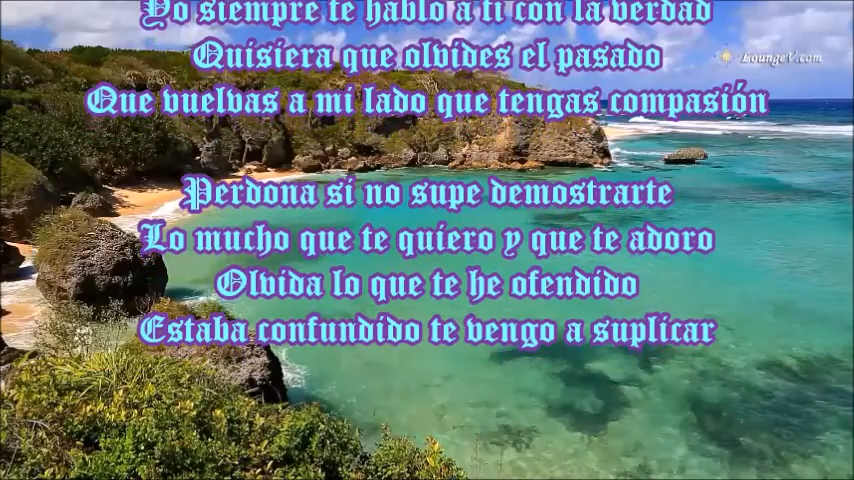 Yo siempre te hablo a ti con la verdad
LoungeV.com
Quisiera que olvides el pasado
Que vuelvas a mi lado que tengas compasión
Perdona si no supe demostrarte
Lo mucho que te quiero y que te adoro
Olvida lo que te he ofendido
Estaba confundido te vengo a suplicar